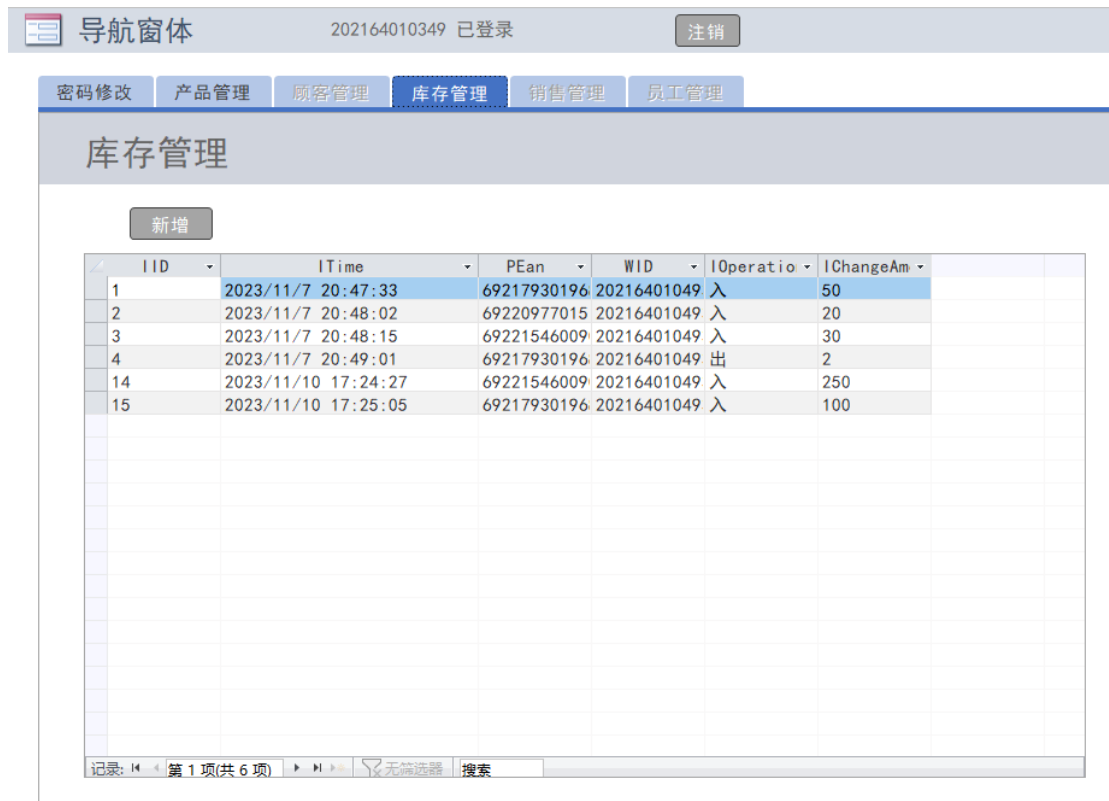 导航窗体 202164010349 已登录 注销
密码修改 产品管理 顾客管理 库存管理 销售管理 员工管理
库存管理
新增
IID ITime PEan WID IOperatio IChangeAm
1 2023/11/7 20:47:33 69217930196 20216401049 入 50
2 2023/11/7 20:48:02 69220977015 20216401049 入 20
3 2023/11/7 20:48:15 69221546009 20216401049 入 30
4 2023/11/7 20:49:01 69217930196 20216401049 出 2
14 2023/11/10 17:24:27 69221546009 20216401049 入 250
15 2023/11/10 17:25:05 69217930196 20216401049 入 100
记录: 第 1 项(共 6 项) 无筛选器 搜索